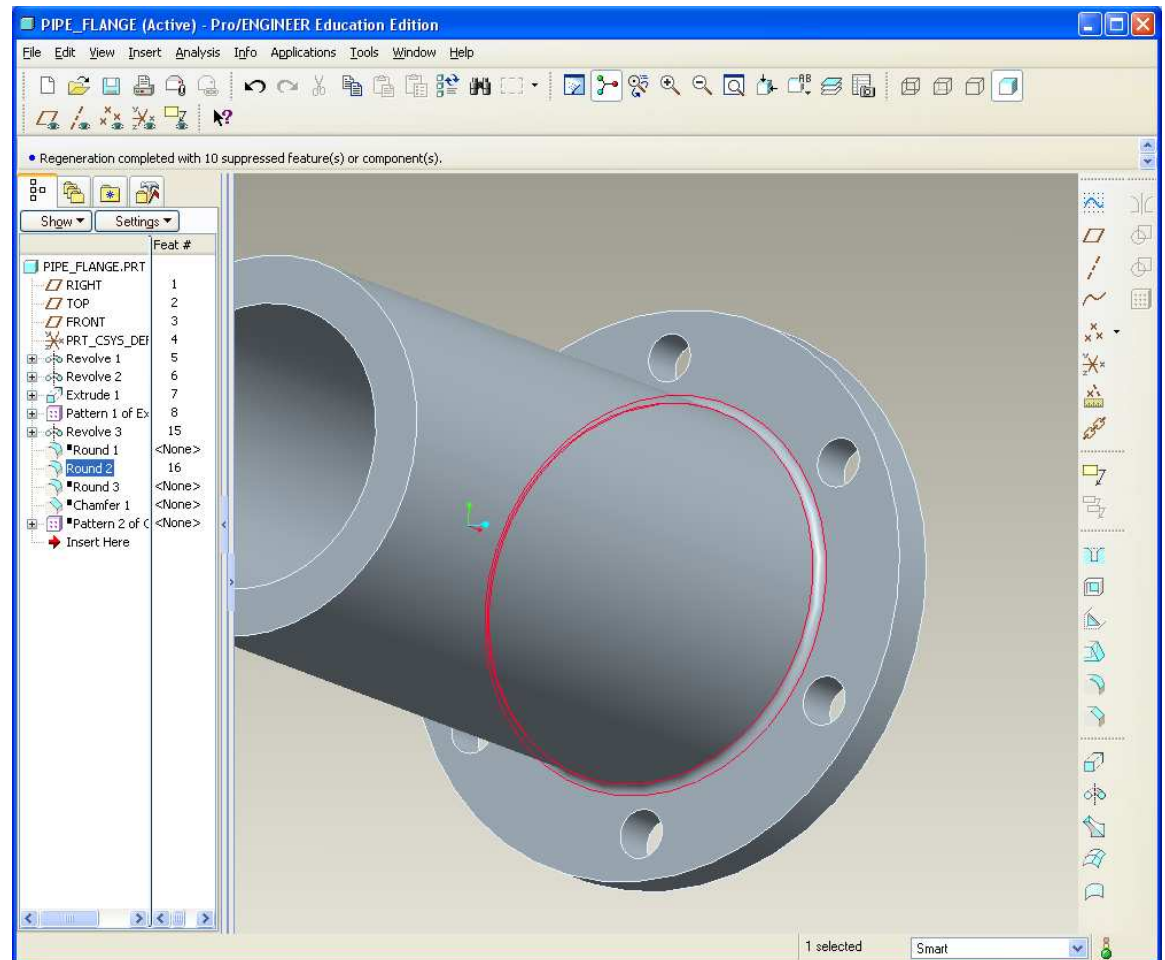 PIPE_FLANGE (Active) - Pro/ENGINEER Education Edition
File Edit View Insert Analysis Info Applications Tools Window Help
Regeneration completed with 10 suppressed feature(s) or component(s).
Show Settings
Feat #
PIPE_FLANGE.PRT
RIGHT 1
TOP 2
FRONT 3
PRT_CSYS_DEF 4
Revolve 1 5
Revolve 2 6
Extrude 1 7
Pattern 1 of Ex 8
Revolve 3 15
Round 1 <None>
Round 2 16
Round 3 <None>
Chamfer 1 <None>
Pattern 2 of C <None>
Insert Here
1 selected Smart